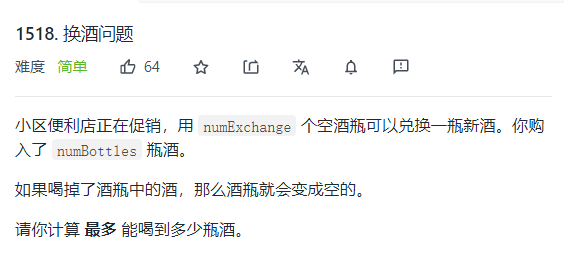 1518. 换酒问题
难度 简单 64
小区便利店正在促销，用 numExchange 个空酒瓶可以兑换一瓶新酒。你购
入了 numBottles 瓶酒。
如果喝掉了酒瓶中的酒，那么酒瓶就会变成空的。
请你计算 最多 能喝到多少瓶酒。